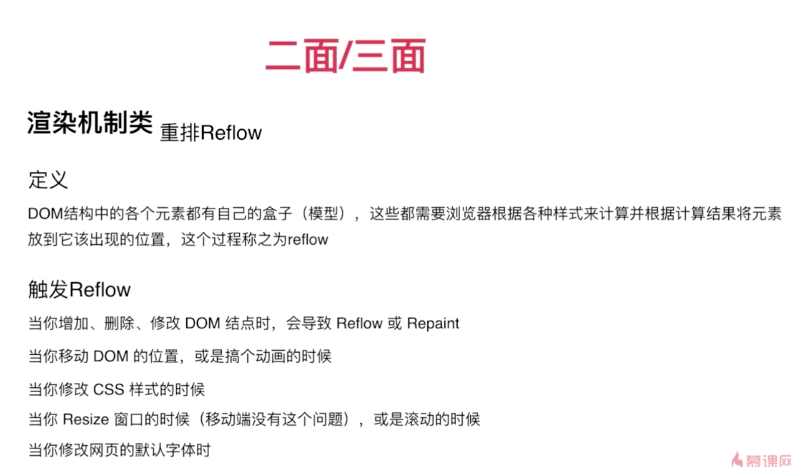 二面/三面
渲染机制类 重排Reflow
定义
DOM结构中的各个元素都有自己的盒子（模型），这些都需要浏览器根据各种样式来计算并根据计算结果将元素
放到它该出现的位置，这个过程称之为reflow
触发Reflow
当你增加、删除、修改 DOM 结点时，会导致 Reflow 或 Repaint
当你移动 DOM 的位置，或是搞个动画的时候
当你修改 CSS 样式的时候
当你 Resize 窗口的时候（移动端没有这个问题），或是滚动的时候
当你修改网页的默认字体时
慕课网